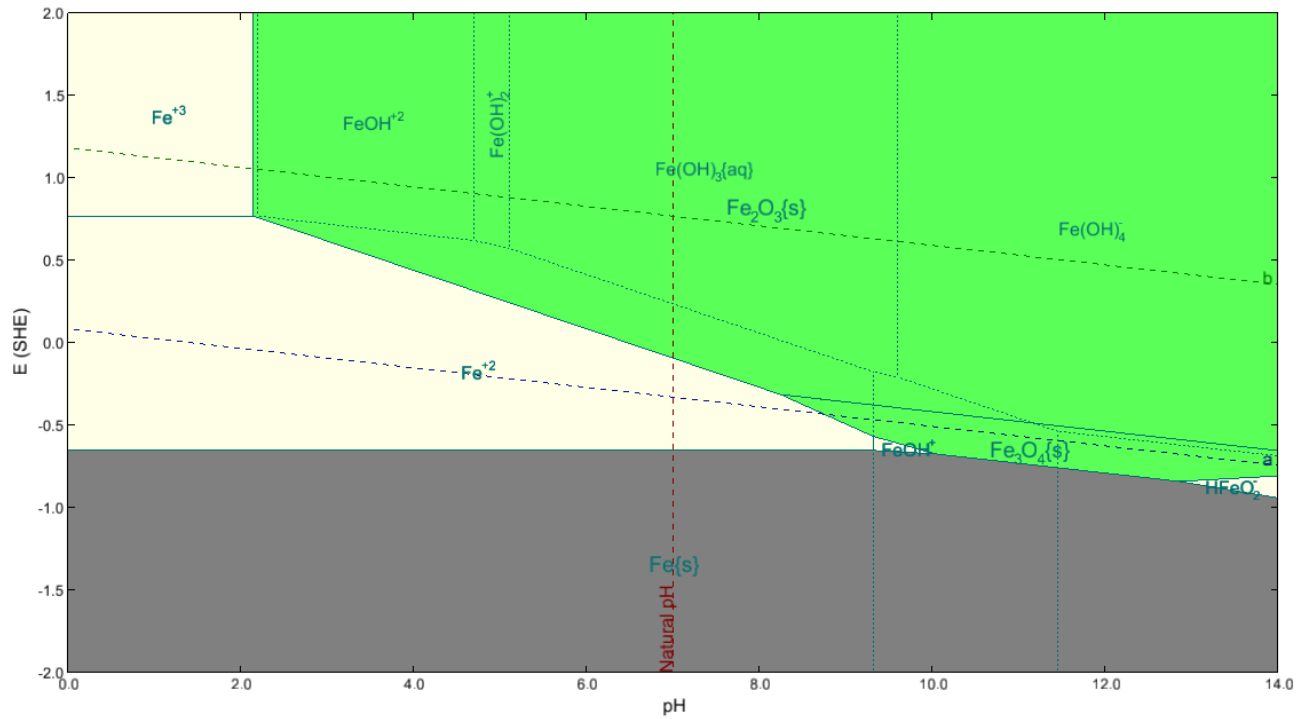 2.0
1.5
1.0
0.5
0.0
-0.5
-1.0
-1.5
-2.0
E (SHE)
Fe+3
FeOH+2
Fe(OH)2+
Fe(OH)3{aq}
Fe2O3{s}
Fe(OH)4-
b
Fe+2
FeOH+
Fe3O4{s}
a
HFeO2-
Fe{s}
Natural pH
0.0 2.0 4.0 6.0 8.0 10.0 12.0 14.0
pH